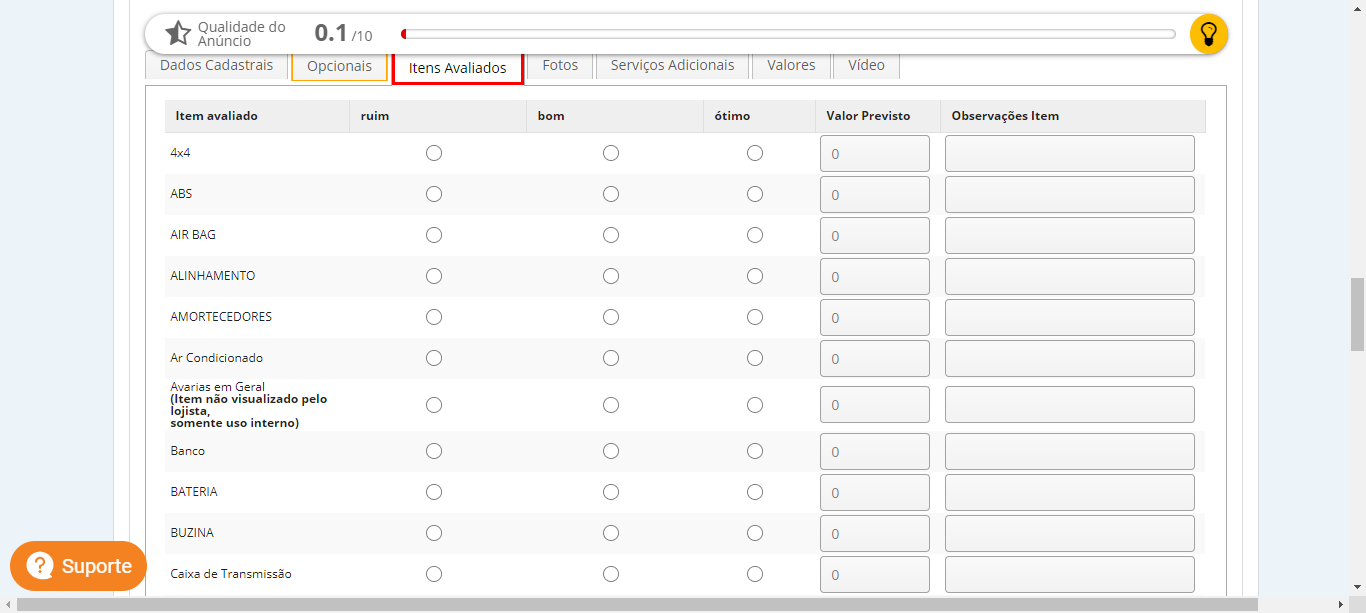 Qualidade do
Anúncio
0.1 /10
Dados Cadastrais Opcionais Itens Avaliados Fotos Serviços Adicionais Valores Vídeo
Item avaliado ruim bom ótimo Valor Previsto Observações Item
4x4 0
ABS 0
AIR BAG 0
ALINHAMENTO 0
AMORTECEDORES 0
Ar Condicionado 0
Avarias em Geral
(Item não visualizado pelo
lojista,
somente uso interno) 0
Banco 0
BATERIA 0
BUZINA 0
Caixa de Transmissão 0
? Suporte